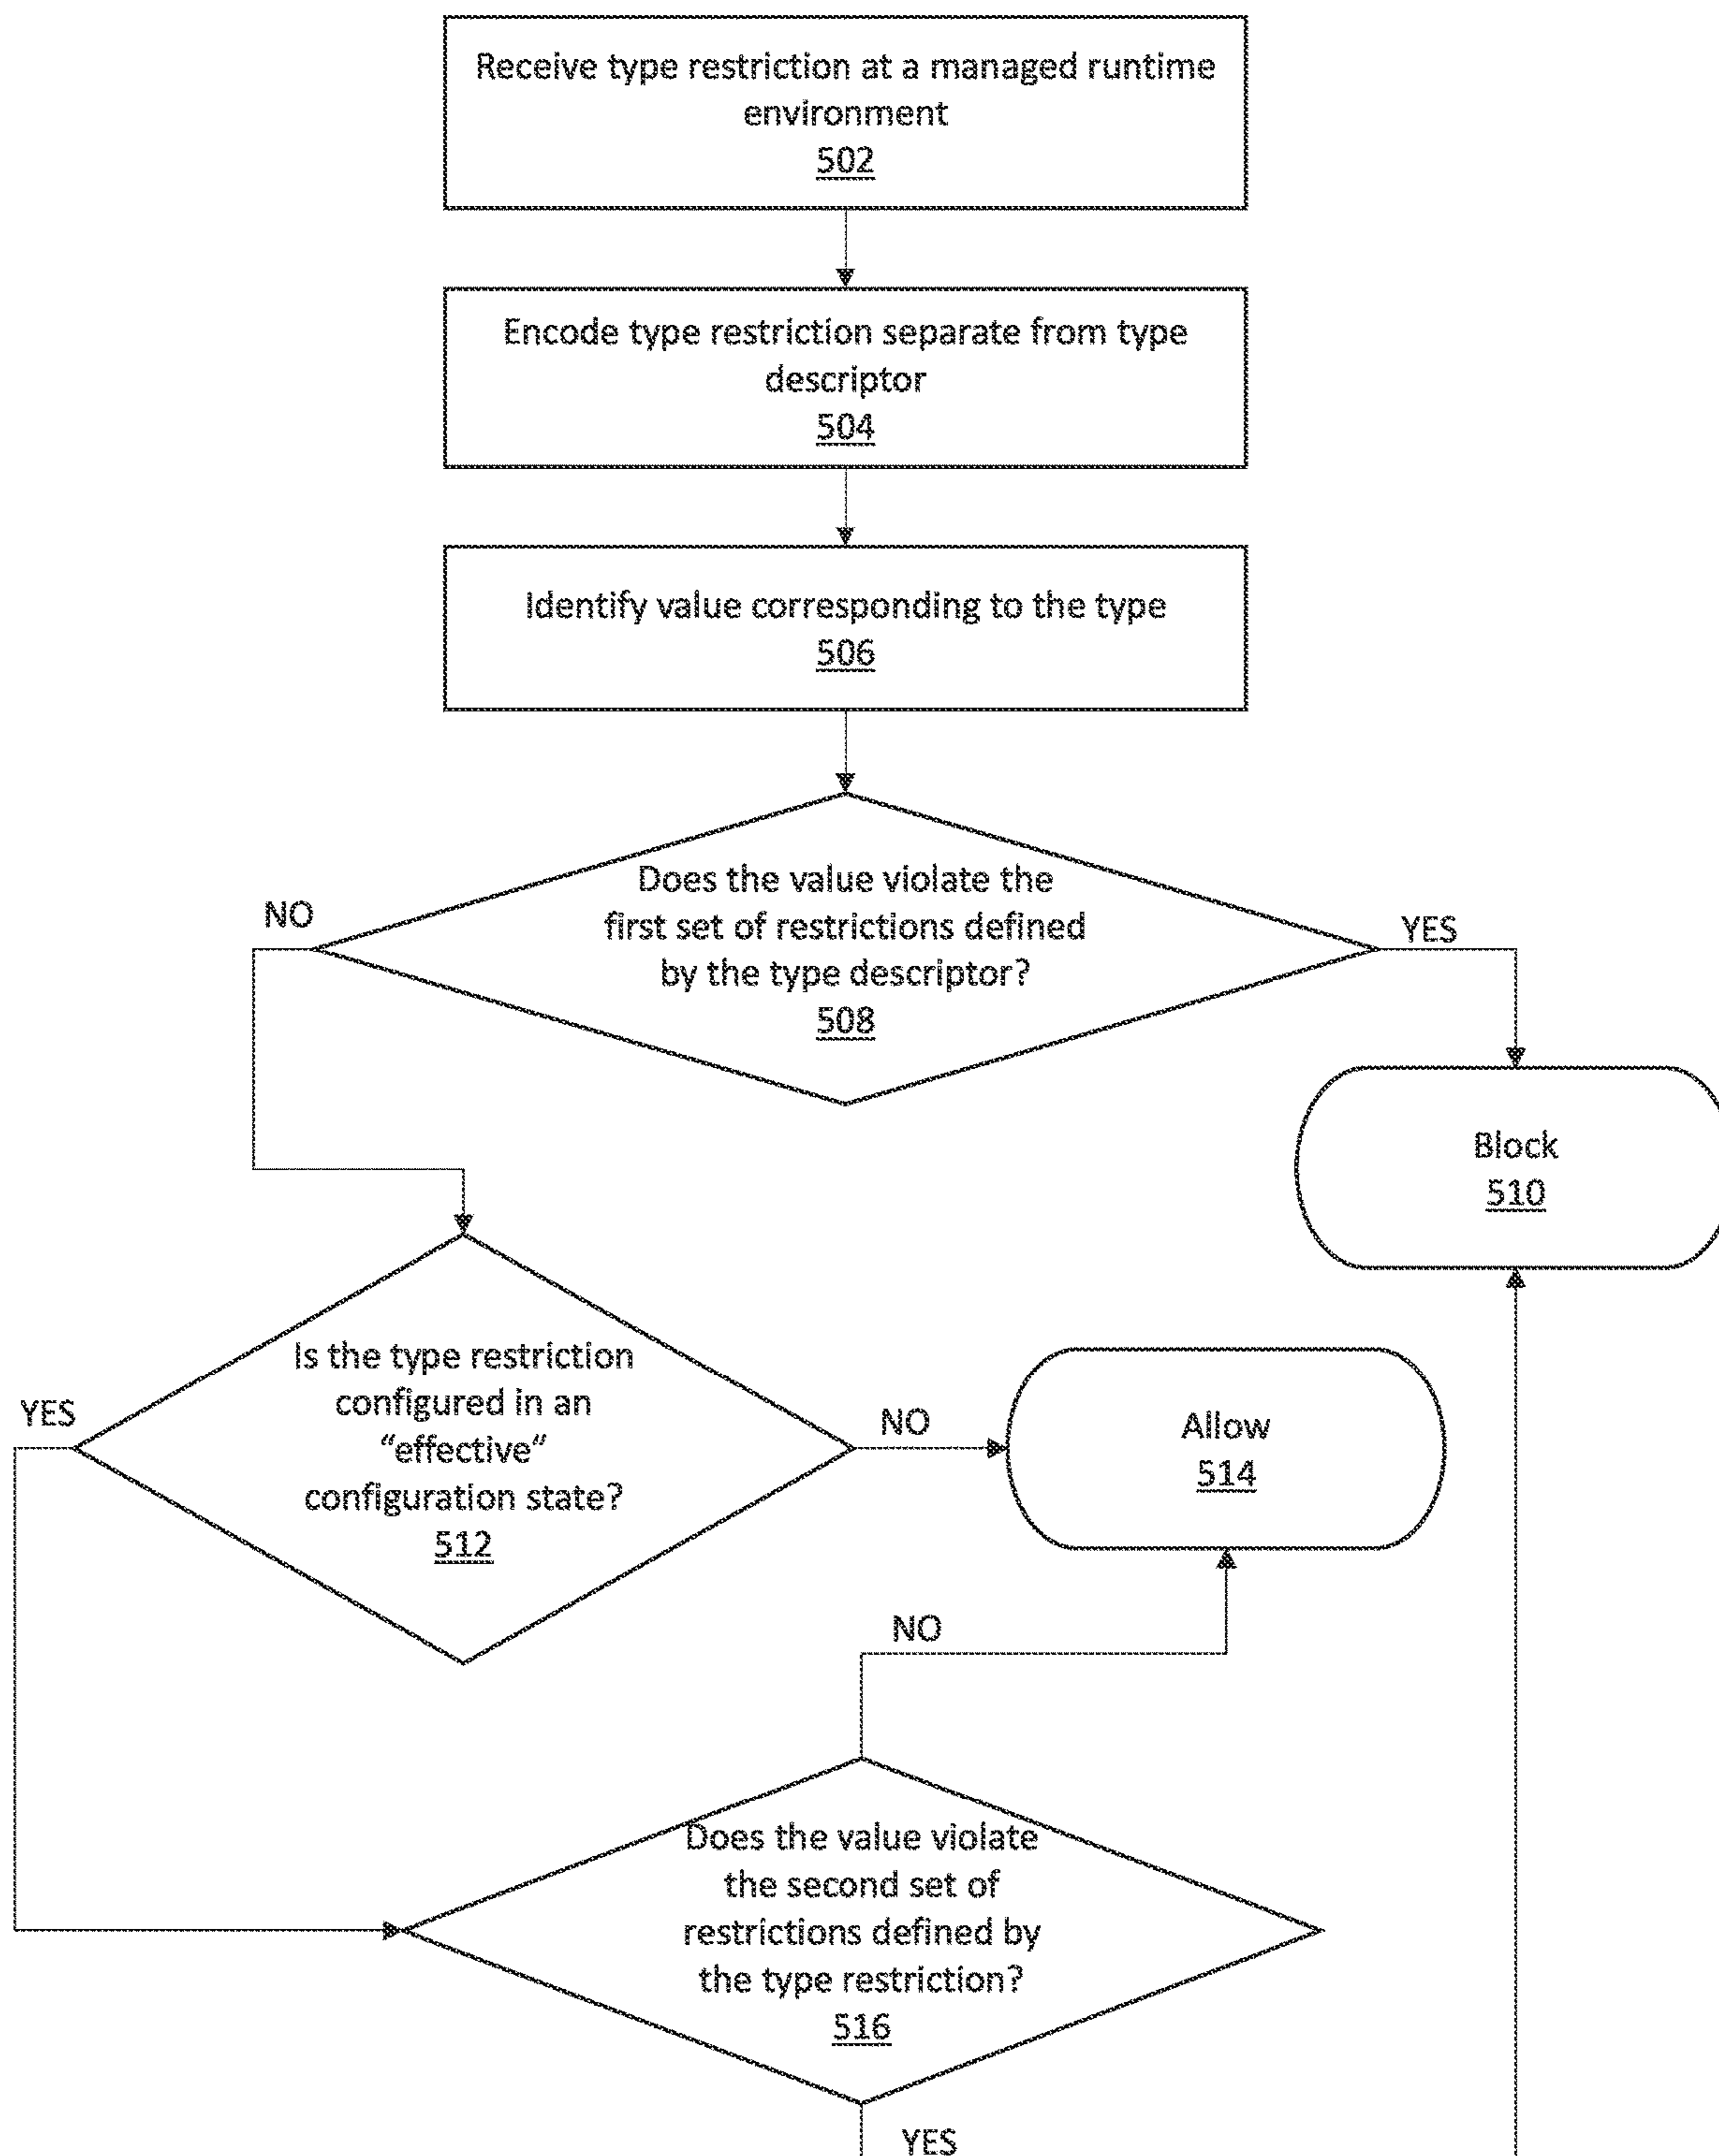 Receive type restriction at a managed runtime
environment
502
Encode type restriction separate from type
descriptor
504
Identify value corresponding to the type
506
Does the value violate the
first set of restrictions defined
by the type descriptor?
508
NO
YES
Block
510
Is the type restriction
configured in an
“effective“
configuration state?
512
YES
NO
Allow
514
NO
Does the value violate
the second set of
restrictions defined by
the type restriction?
516
YES